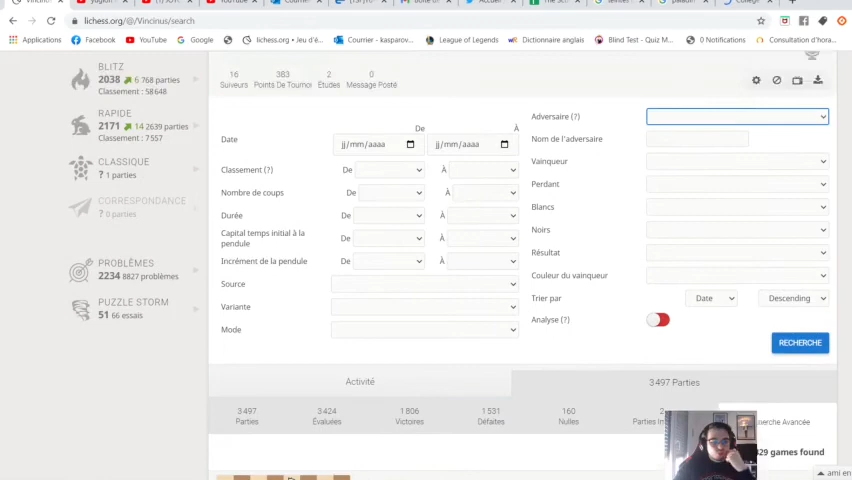 Vincinus
lichess.org/@/Vincinus/search
Applications
Facebook
YouTube
Google
lichess.org • Jeu d'é...
Courrier - kasparov...
League of Legends
Dictionnaire anglais
Blind Test - Quiz M...
0 Notifications
Consultation d'hora...
BLITZ
2038 6 768 parties
Classement : 58 648
RAPIDE
2171 14 2639 parties
Classement : 7 557
CLASSIQUE
? 1 parties
CORRESPONDANCE
? 0 parties
PROBLÈMES
2234 8827 problèmes
PUZZLE STORM
51 66 essais
16
Suiveurs
383
Points De Tournoi
2
Études
0
Message Posté
De
À
Date
jj/mm/aaaa
jj/mm/aaaa
Classement (?)
De
À
Nombre de coups
De
À
Durée
De
À
Capital temps initial à la
pendule
De
À
Incrément de la pendule
De
À
Source
Variante
Mode
Adversaire (?)
Nom de l'adversaire
Vainqueur
Perdant
Blancs
Noirs
Résultat
Couleur du vainqueur
Trier par
Date
Descending
Analyse (?)
RECHERCHE
Activité
3 497 Parties
3 497
Parties
3 424
Évaluées
1 806
Victoires
1 531
Défaites
160
Nulles
Parties
games found
ami en